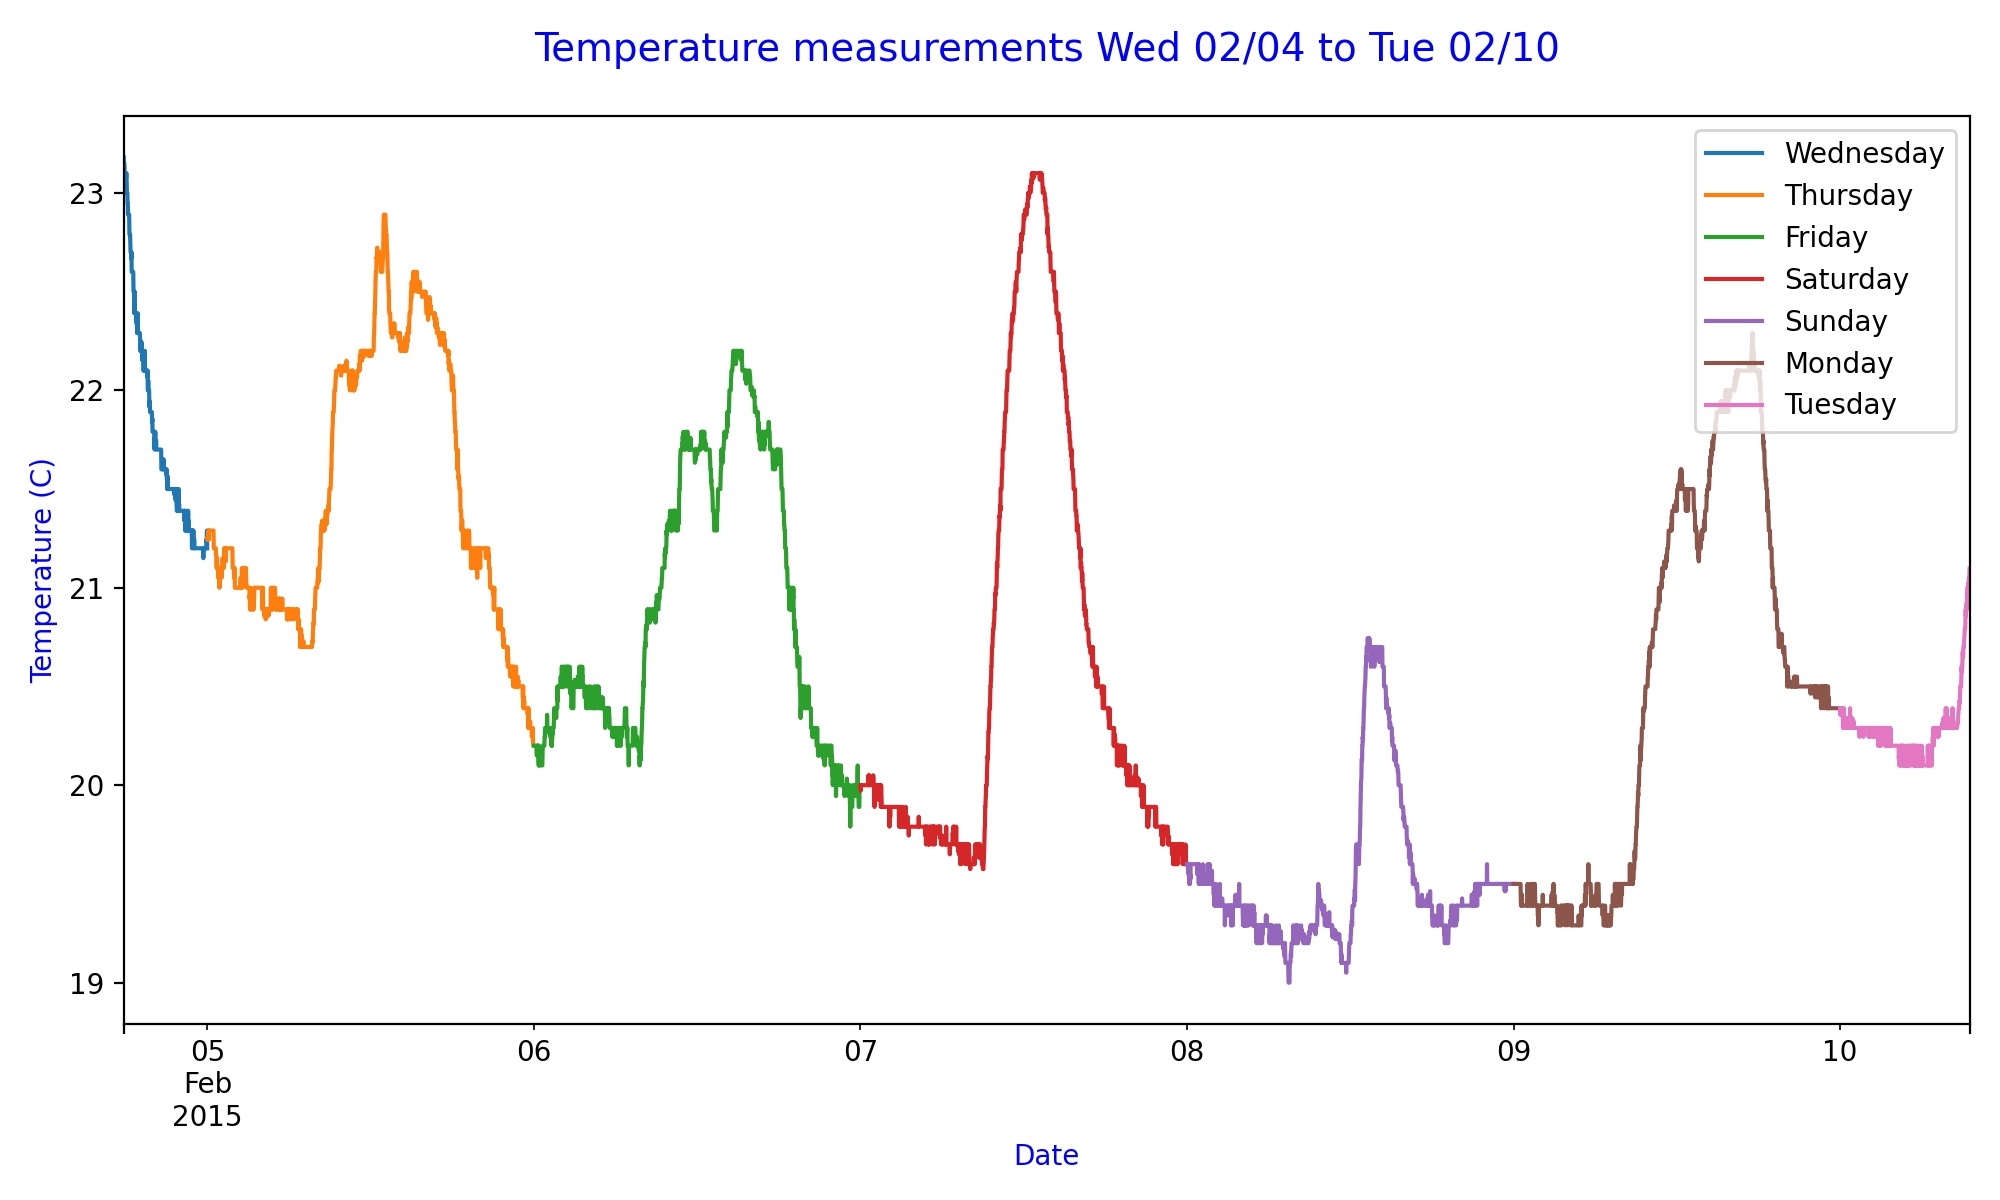 Temperature measurements Wed 02/04 to Tue 02/10
Wednesday
Thursday
Friday
Saturday
Sunday
Monday
Tuesday
Temperature (C)
23
22
21
20
19
05
Feb
2015
06
07
08
09
10
Date